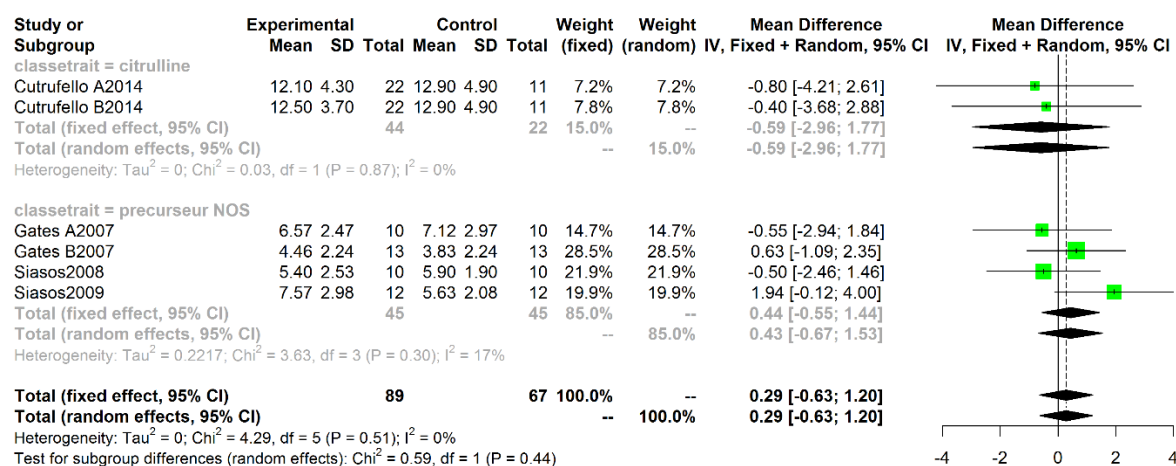 Study or Experimental Control Weight Weight Mean Difference Mean Difference
Subgroup Mean SD Total Mean SD Total (fixed) (random) IV, Fixed + Random, 95% CI IV, Fixed + Random, 95% CI
classetrait = citrulline
Cutrufello A2014 12.10 4.30 22 12.90 4.90 11 7.2% 7.2% -0.80 [-4.21; 2.61]
Cutrufello B2014 12.50 3.70 22 12.90 4.90 11 7.8% 7.8% -0.40 [-3.68; 2.88]
Total (fixed effect, 95% CI) 44 22 15.0% -- -0.59 [-2.96; 1.77]
Total (random effects, 95% CI) -- 15.0% -0.59 [-2.96; 1.77]
Heterogeneity: Tau² = 0; Chi² = 0.03, df = 1 (P = 0.87); I² = 0%
classetrait = precurseur NOS
Gates A2007 6.57 2.47 10 7.12 2.97 10 14.7% 14.7% -0.55 [-2.94; 1.84]
Gates B2007 4.46 2.24 13 3.83 2.24 13 28.5% 28.5% 0.63 [-1.09; 2.35]
Siasos2008 5.40 2.53 10 5.90 1.90 10 21.9% 21.9% -0.50 [-2.46; 1.46]
Siasos2009 7.57 2.98 12 5.63 2.08 12 19.9% 19.9% 1.94 [-0.12; 4.00]
Total (fixed effect, 95% CI) 45 45 85.0% -- 0.44 [-0.55; 1.44]
Total (random effects, 95% CI) -- 85.0% 0.43 [-0.67; 1.53]
Heterogeneity: Tau² = 0.2217; Chi² = 3.63, df = 3 (P = 0.30); I² = 17%
Total (fixed effect, 95% CI) 89 67 100.0% -- 0.29 [-0.63; 1.20]
Total (random effects, 95% CI) -- 100.0% 0.29 [-0.63; 1.20]
Heterogeneity: Tau² = 0; Chi² = 4.29, df = 5 (P = 0.51); I² = 0%
Test for subgroup differences (random effects): Chi² = 0.59, df = 1 (P = 0.44)
-4 -2 0 2 4